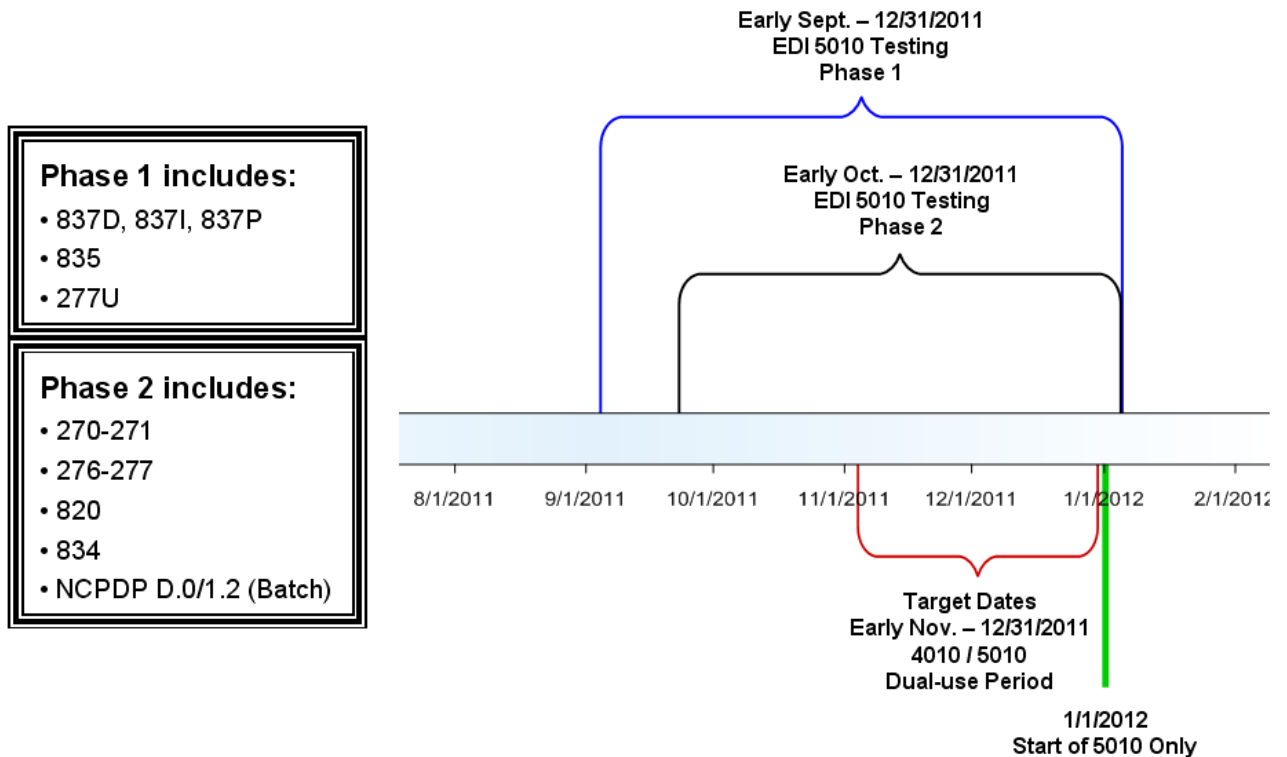 Early Sept. – 12/31/2011
EDI 5010 Testing
Phase 1
Phase 1 includes:
• 837D, 837I, 837P
• 835
• 277U
Early Oct. – 12/31/2011
EDI 5010 Testing
Phase 2
Phase 2 includes:
• 270-271
• 276-277
• 820
• 834
• NCPDP D.0/1.2 (Batch)
8/1/2011 9/1/2011 10/1/2011 11/1/2011 12/1/2011 1/1/2012 2/1/2012
Target Dates
Early Nov. – 12/31/2011
4010 / 5010
Dual-use Period
1/1/2012
Start of 5010 Only